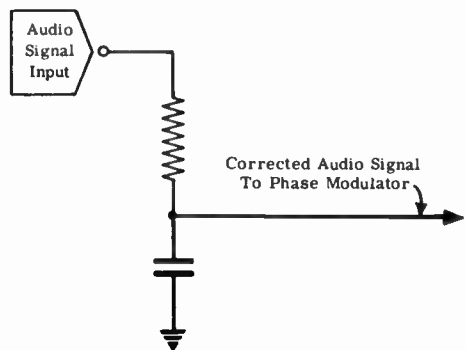 Audio
Signal
Input
Corrected Audio Signal
To Phase Modulator